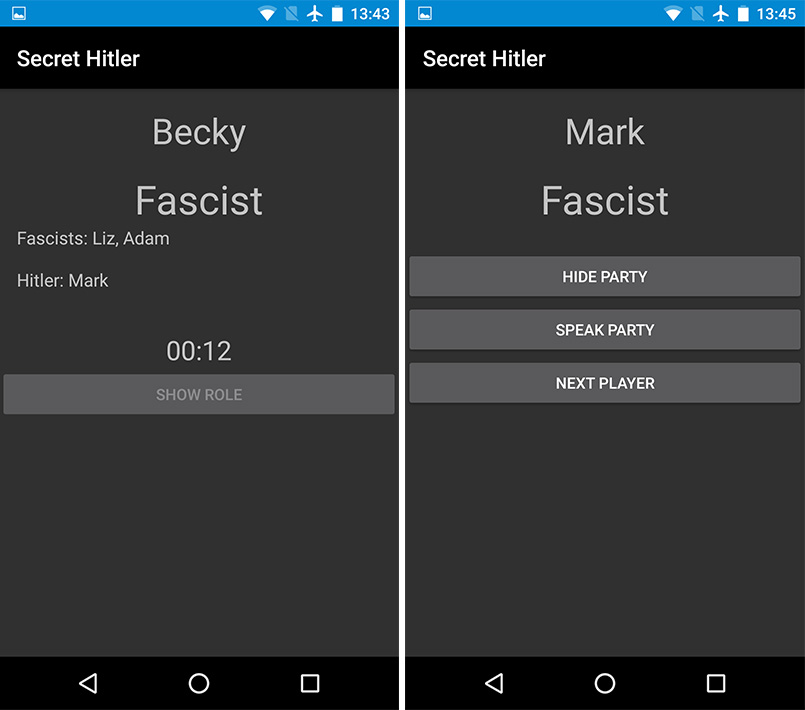 13:43
Secret Hitler
Becky
Fascist
Fascists: Liz, Adam
Hitler: Mark
00:12
SHOW ROLE
13:45
Secret Hitler
Mark
Fascist
HIDE PARTY
SPEAK PARTY
NEXT PLAYER